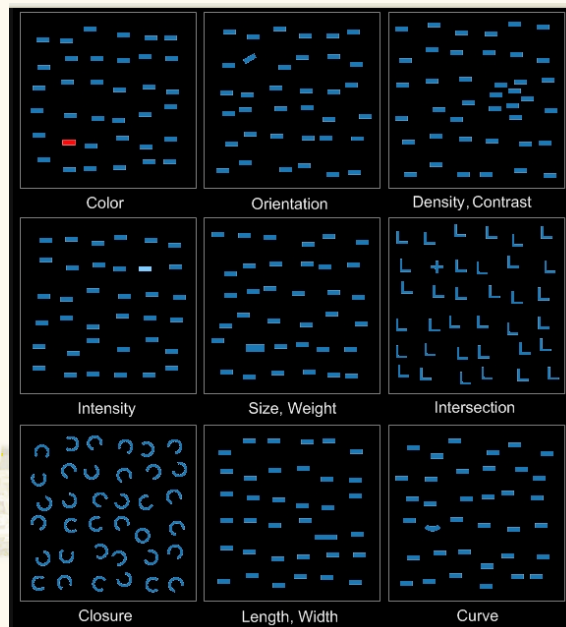 Color
Orientation
Density, Contrast
Intensity
Size, Weight
Intersection
Closure
Length, Width
Curve